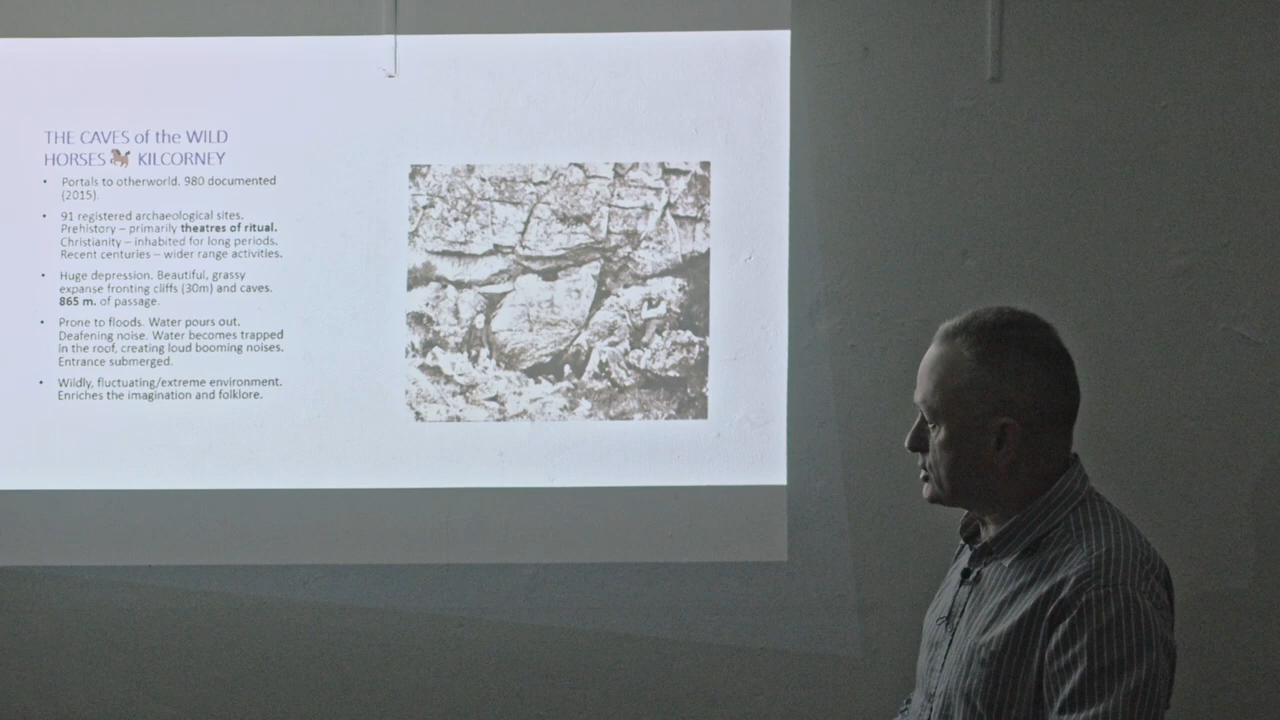 THE CAVES of the WILD
HORSES 🐎 KILCORNEY
• Portals to otherworld. 980 documented
(2015).
• 91 registered archaeological sites.
Prehistory – primarily theatres of ritual.
Christianity – inhabited for long periods.
Recent centuries – wider range activities.
• Huge depression. Beautiful, grassy
expanse fronting cliffs (30m) and caves.
865 m. of passage.
• Prone to floods. Water pours out.
Deafening noise. Water becomes trapped
in the roof, creating loud booming noises.
Entrance submerged.
• Wildly, fluctuating/extreme environment.
Enriches the imagination and folklore.